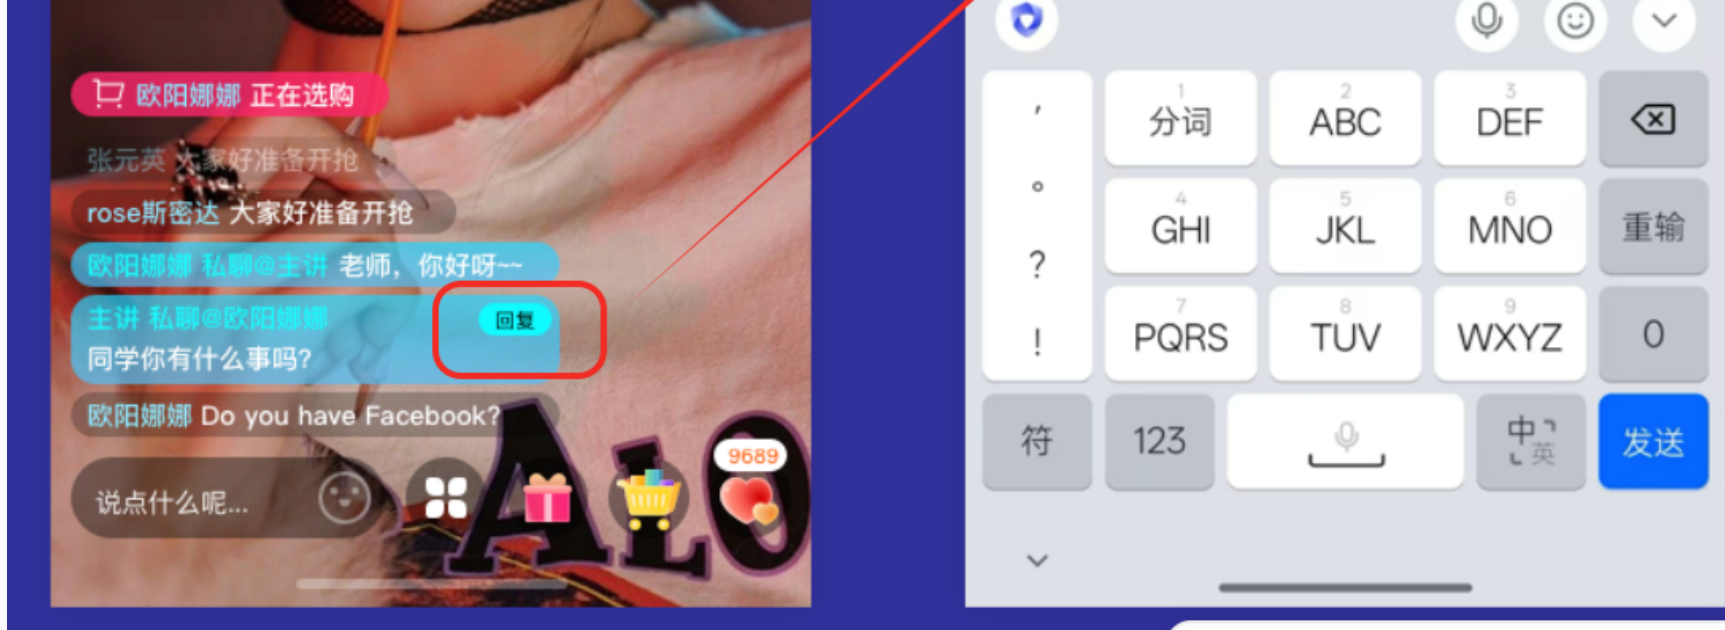 欧阳娜娜 正在选购
张元英 大家好准备开抢
rose斯密达 大家好准备开抢
欧阳娜娜 私聊@主讲 老师，你好呀~~
主讲 私聊@欧阳娜娜
回复
同学你有什么事吗?
欧阳娜娜 Do you have Facebook?
9689
说点什么呢...
ALO
，
。
?
!
1
分词
2
ABC
3
DEF
4
GHI
5
JKL
6
MNO
重输
7
PQRS
8
TUV
9
WXYZ
0
符
123
中
英
发送